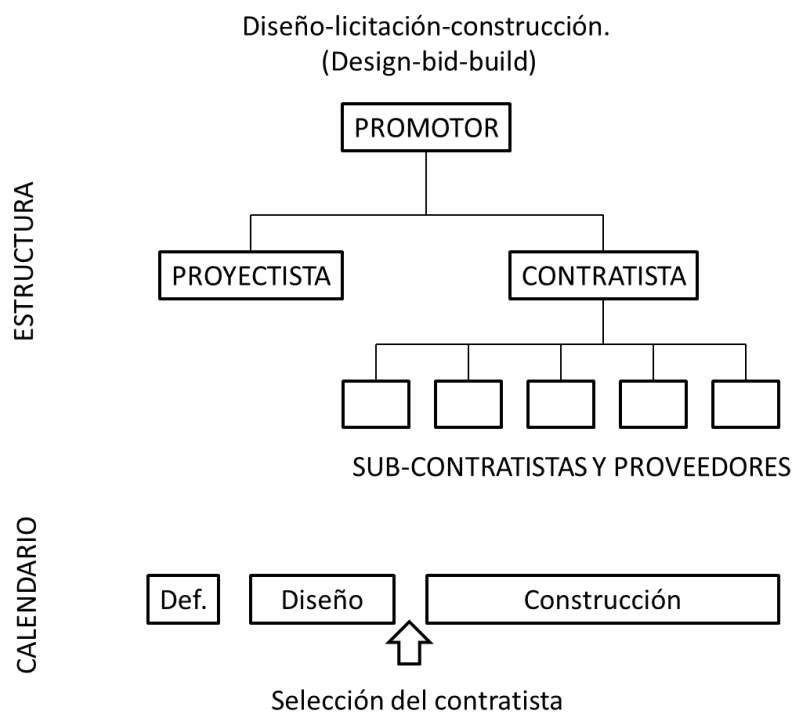 Diseño-licitación-construcción.
(Design-bid-build)
PROMOTOR
ESTRUCTURA
PROYECTISTA
CONTRATISTA
SUB-CONTRATISTAS Y PROVEEDORES
CALENDARIO
Def.
Diseño
Construcción
Selección del contratista